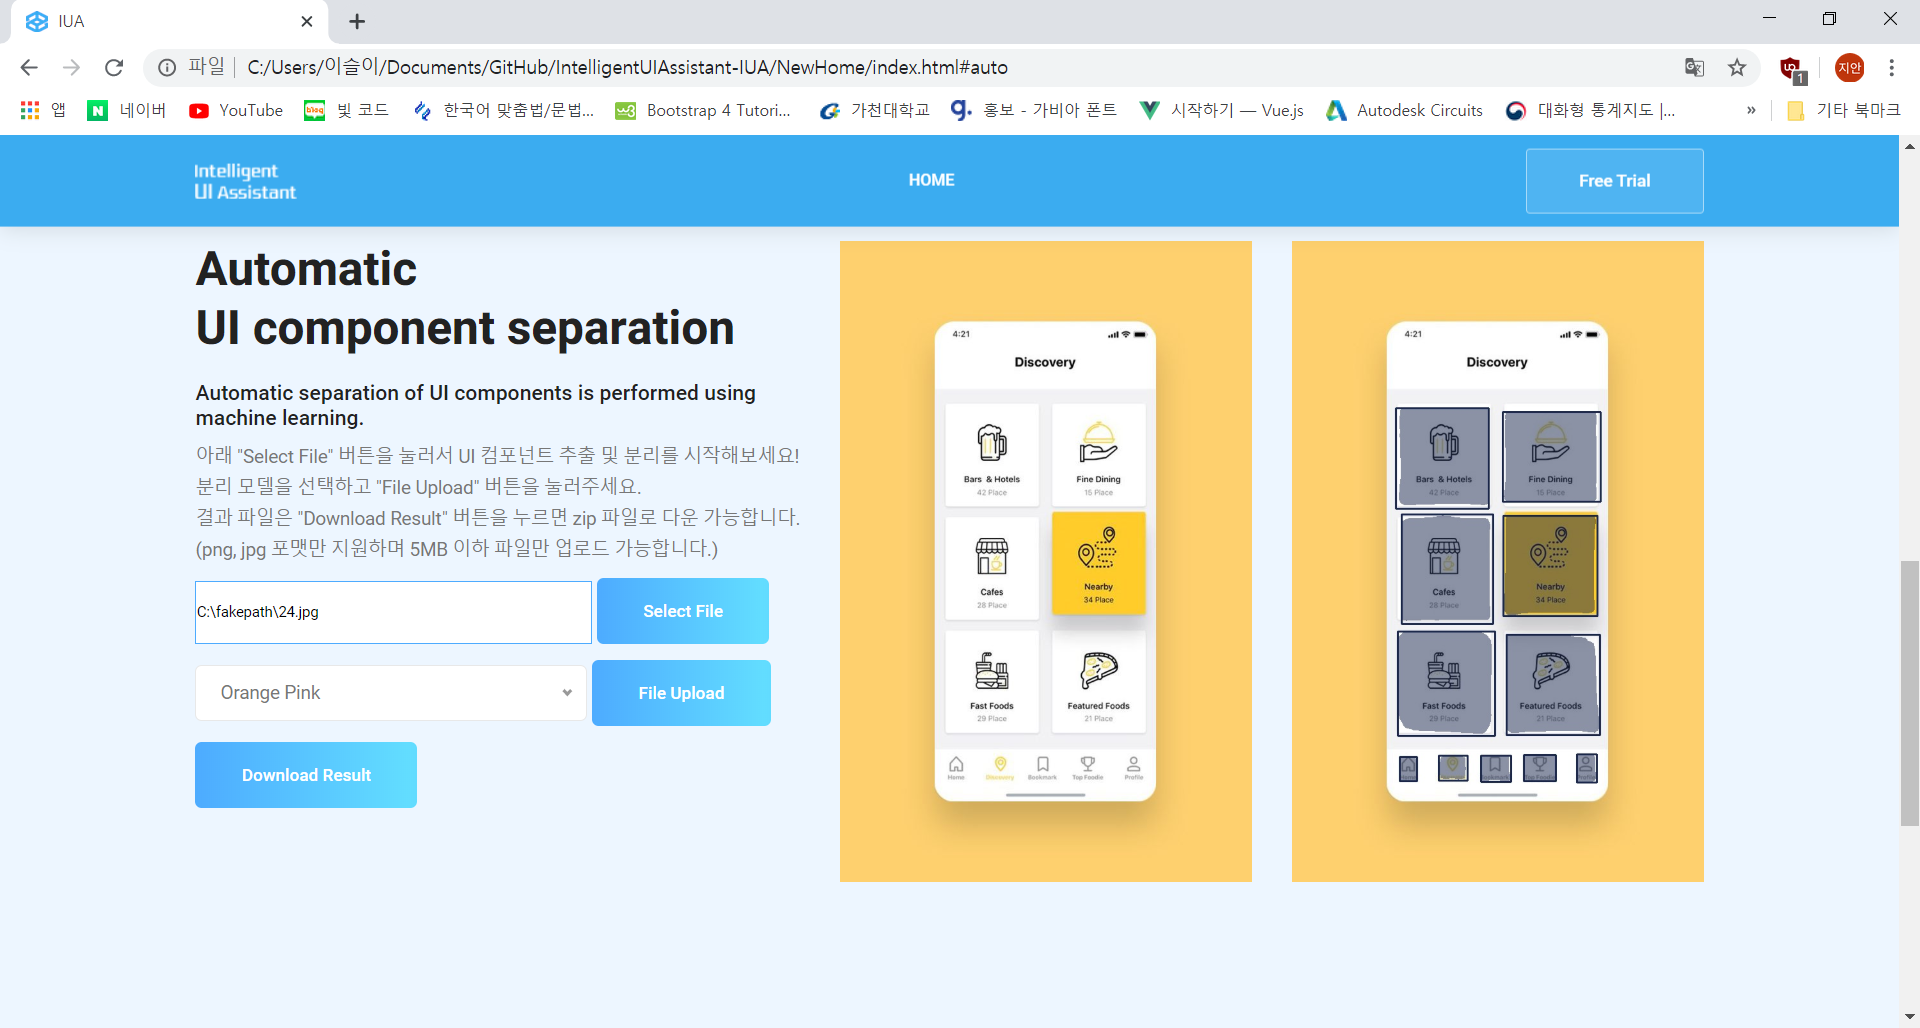 IUA
파일 C:/Users/이슬이/Documents/GitHub/IntelligentUIAssistant-IUA/NewHome/index.html#auto
지안
1
앱 네이버 YouTube 빛 코드 한국어 맞춤법/문법... Bootstrap 4 Tutori... 가천대학교 홍보 - 가비아 폰트 시작하기 — Vue.js Autodesk Circuits 대화형 통계지도 |... » 기타 북마크
Intelligent
UI Assistant
HOME
Free Trial
Automatic
UI component separation
Automatic separation of UI components is performed using
machine learning.
아래 "Select File" 버튼을 눌러서 UI 컴포넌트 추출 및 분리를 시작해보세요!
분리 모델을 선택하고 "File Upload" 버튼을 눌러주세요.
결과 파일은 "Download Result" 버튼을 누르면 zip 파일로 다운 가능합니다.
(png, jpg 포맷만 지원하며 5MB 이하 파일만 업로드 가능합니다.)
C:\fakepath\24.jpg
Select File
Orange Pink
File Upload
Download Result
4:21
Discovery
Bars & Hotels
42 Place
Fine Dining
15 Place
Cafes
28 Place
Nearby
34 Place
Fast Foods
29 Place
Featured Foods
21 Place
Home Discovery Bookmark Top Foodie Profile
4:21
Discovery
Bars & Hotels
42 Place
Fine Dining
15 Place
Cafes
28 Place
Nearby
34 Place
Fast Foods
29 Place
Featured Foods
21 Place
Home Bookmark Top Foodie Profile